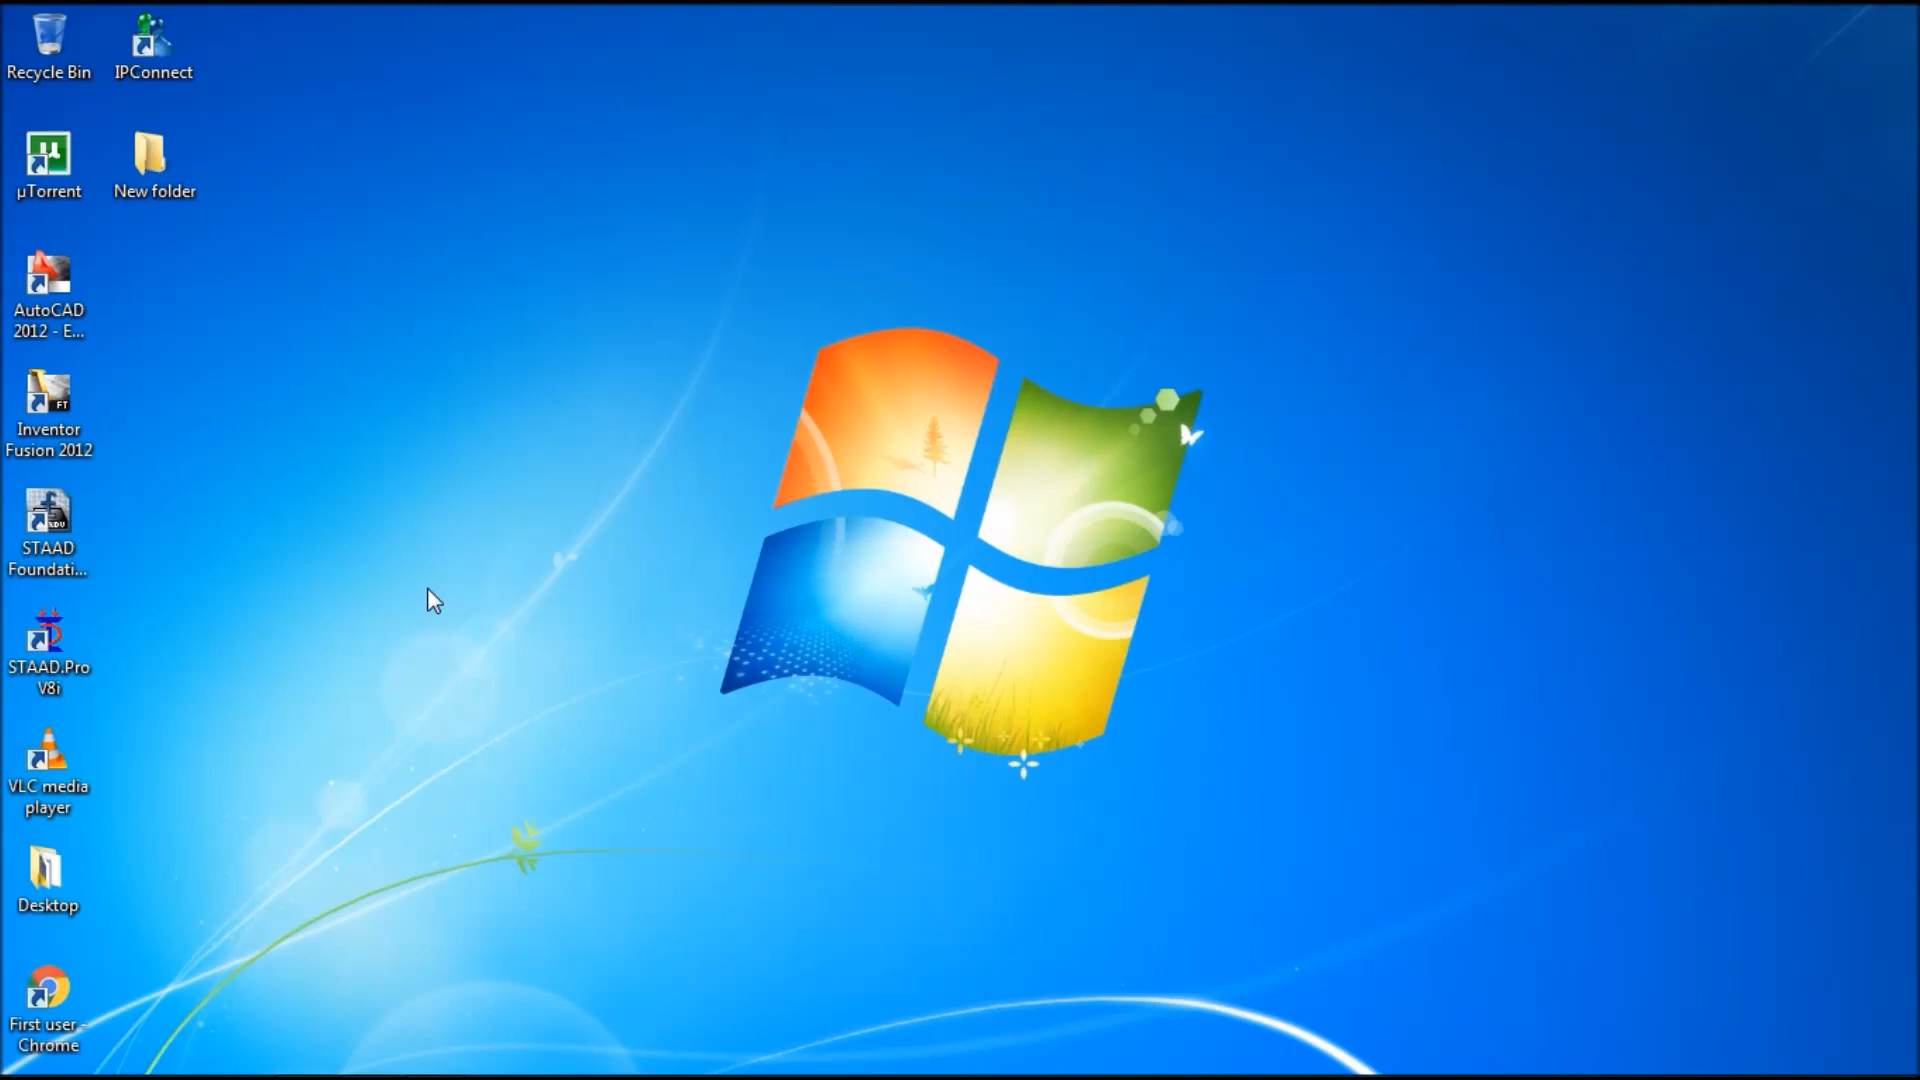 Recycle Bin
IPConnect
µTorrent
New folder
AutoCAD
2012 - E...
Inventor
Fusion 2012
FT
STAAD
Foundati...
STAAD.Pro
V8i
VLC media
player
Desktop
First user -
Chrome